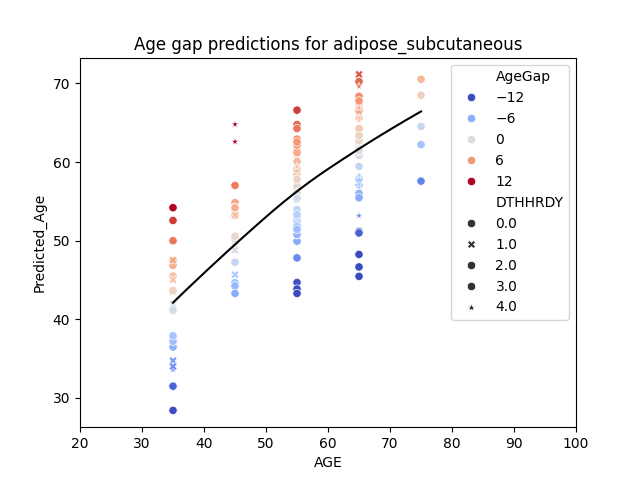 Age gap predictions for adipose_subcutaneous
Predicted_Age
70
60
50
40
30
20 30 40 50 60 70 80 90 100
AGE
AgeGap
−12
−6
0
6
12
DTHHRDY
0.0
1.0
2.0
3.0
4.0